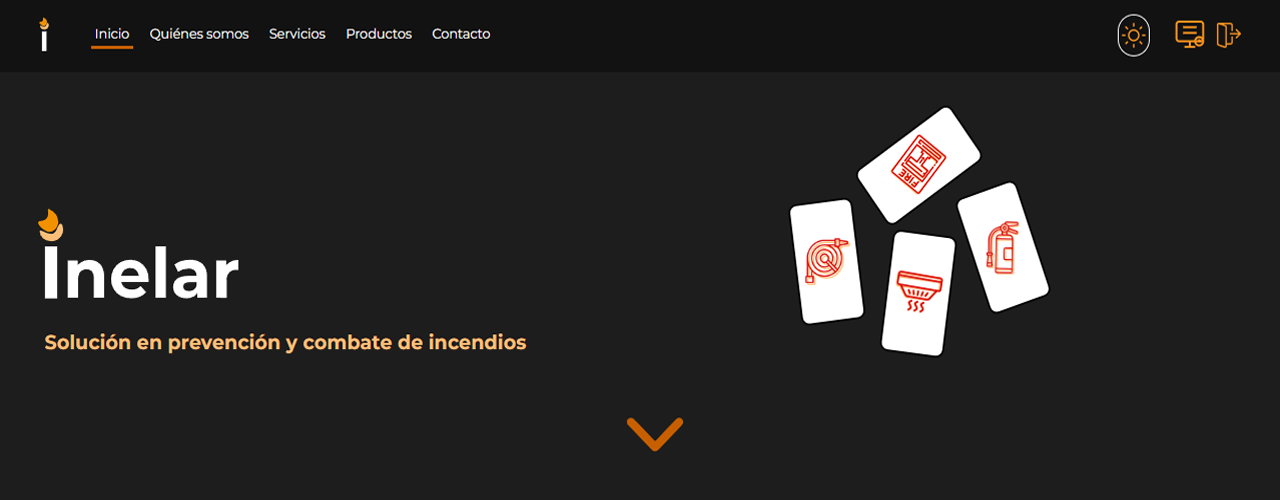 i
Inicio Quiénes somos Servicios Productos Contacto
FIRE
Inelar
Solución en prevención y combate de incendios